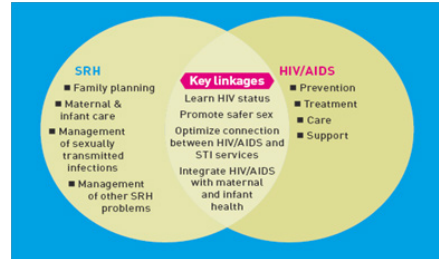 SRH
■ Family planning
■ Maternal &
infant care
■ Management
of sexually
transmitted
infections
■ Management
of other SRH
problems
Key linkages
Learn HIV status
Promote safer sex
Optimize connection
between HIV/AIDS and
STI services
Integrate HIV/AIDS
with maternal
and infant
health
HIV/AIDS
■ Prevention
■ Treatment
■ Care
■ Support